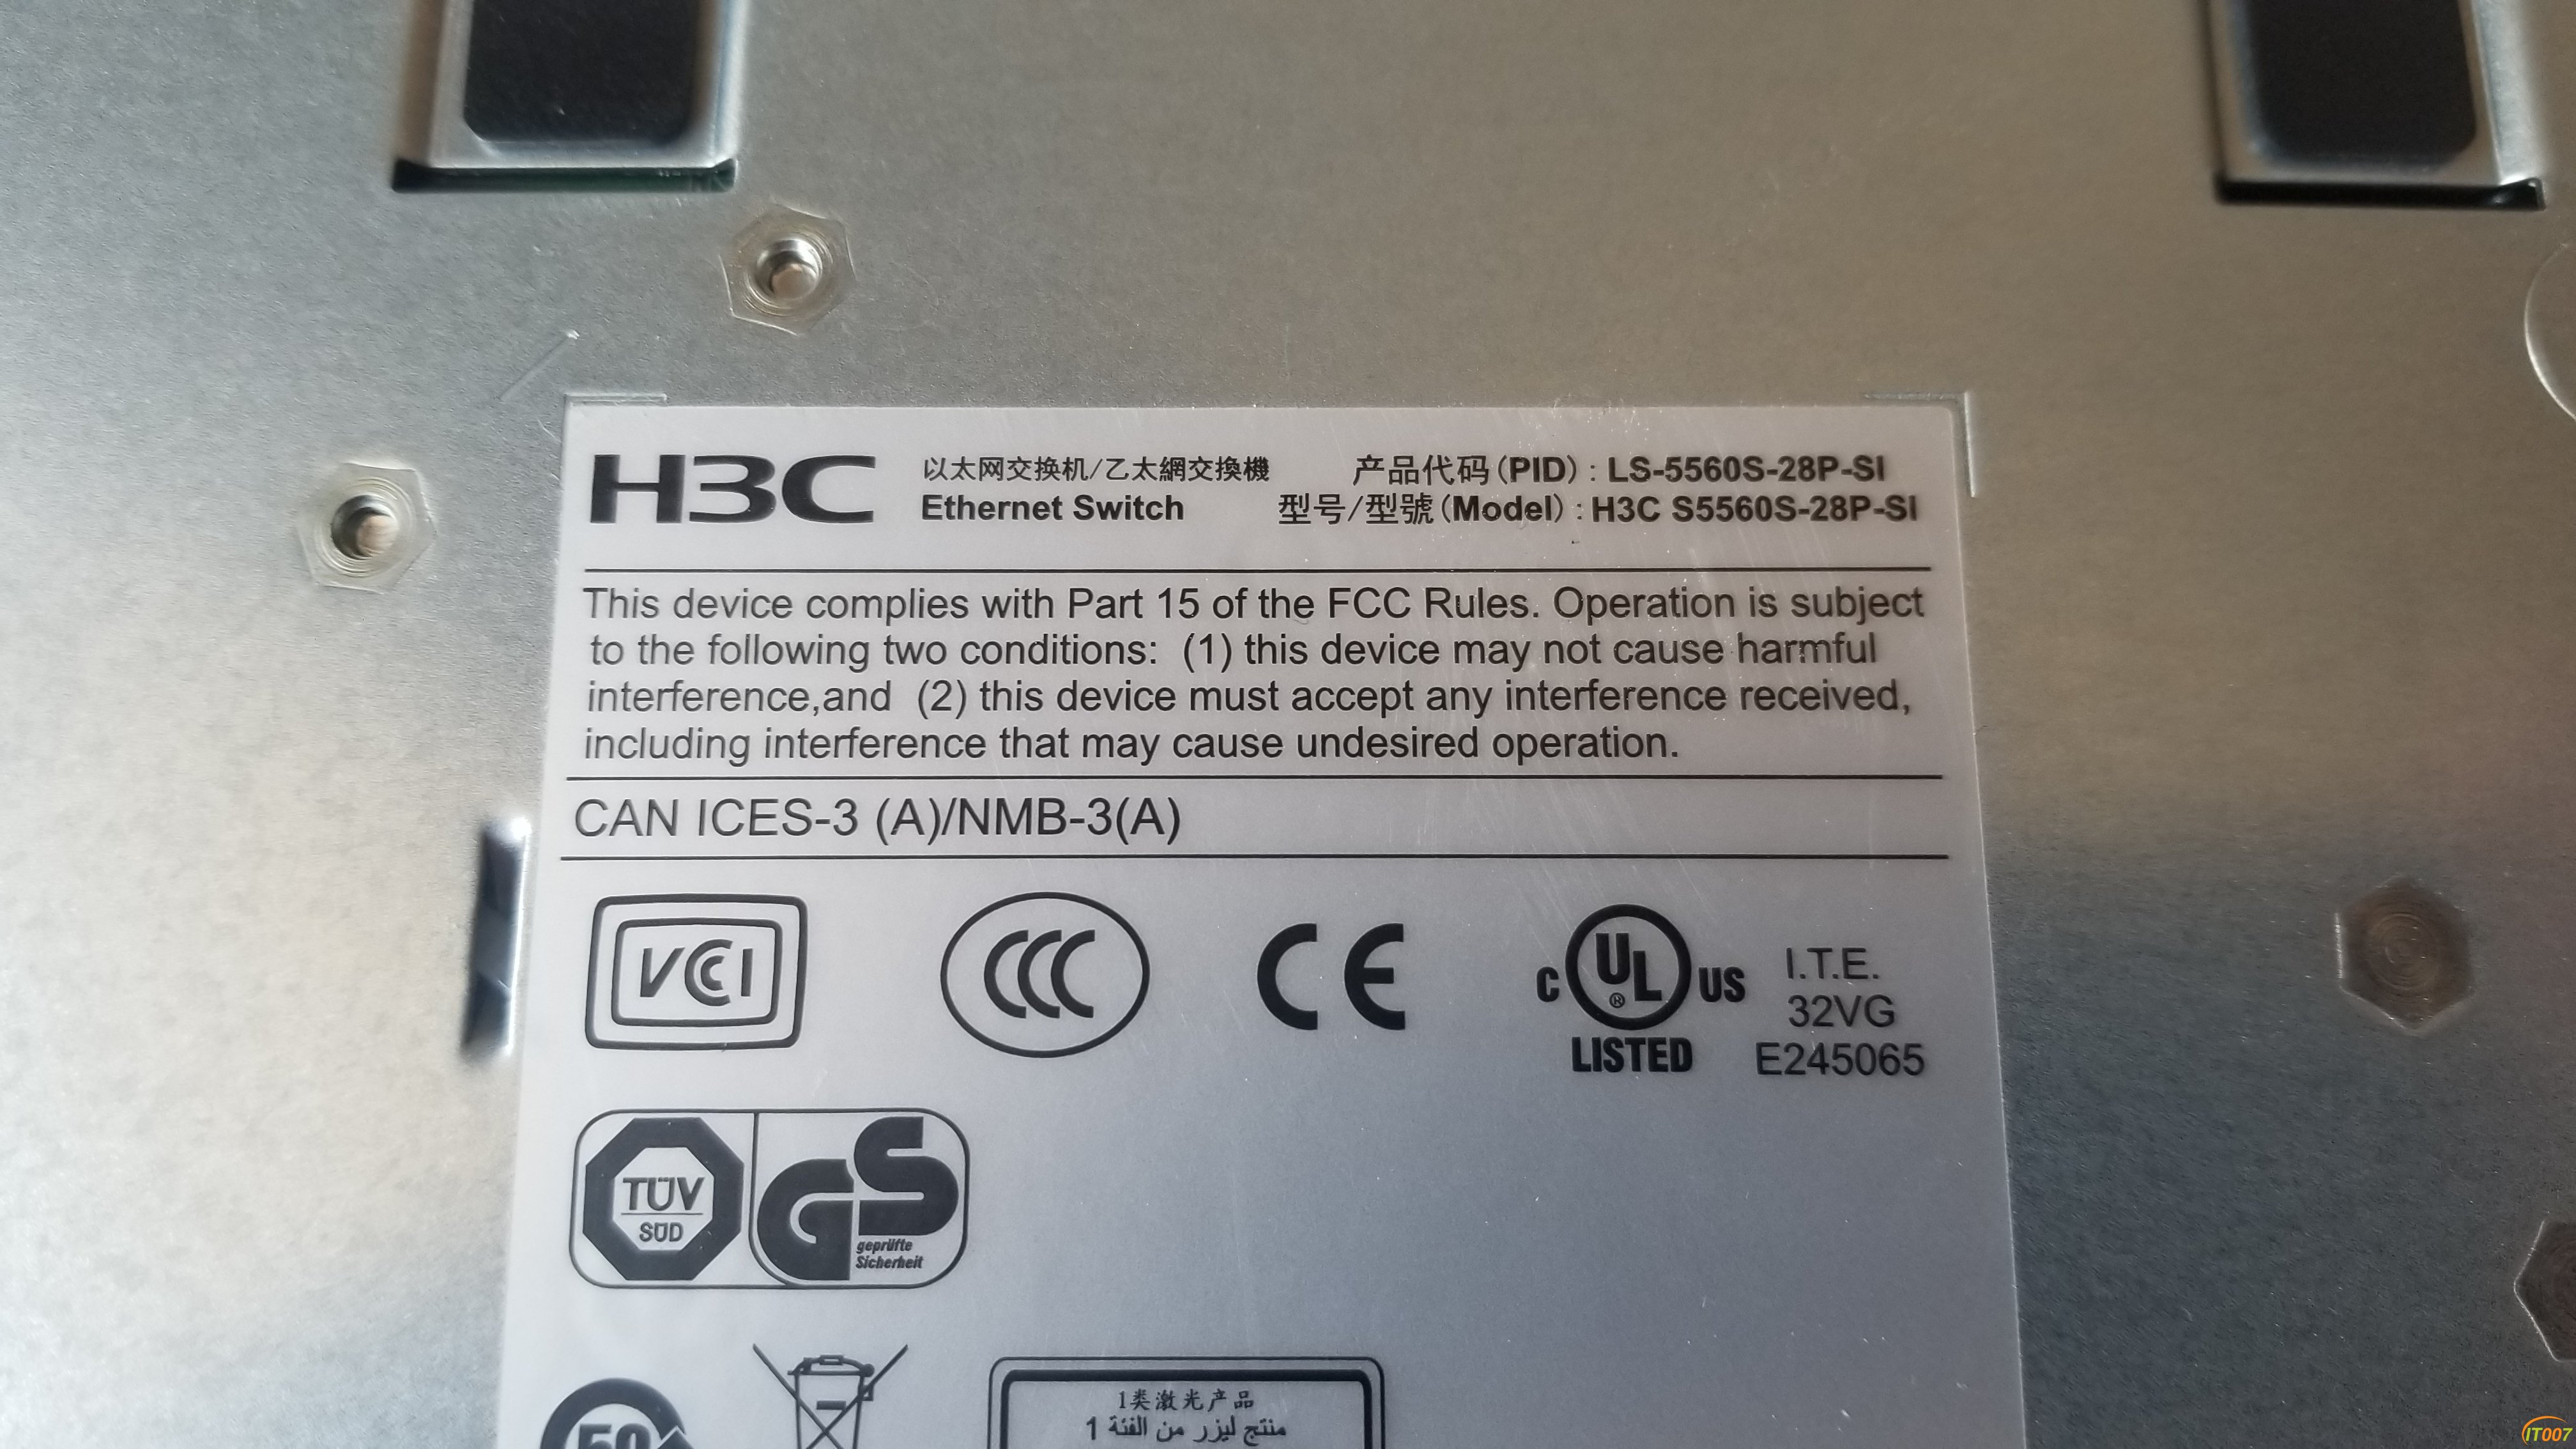 H3C
以太网交换机/乙太網交換機
Ethernet Switch
产品代码(PID) : LS-5560S-28P-SI
型号/型號(Model) : H3C S5560S-28P-SI
This device complies with Part 15 of the FCC Rules. Operation is subject
to the following two conditions: (1) this device may not cause harmful
interference,and (2) this device must accept any interference received,
including interference that may cause undesired operation.
CAN ICES-3 (A)/NMB-3(A)
VCCI
CCC
CE
C UL ® US
LISTED
I.T.E.
32VG
E245065
TÜV
SÜD
GS
geprüfte
Sicherheit
50
1类激光产品
منتج ليزر من الفئة 1
IT007